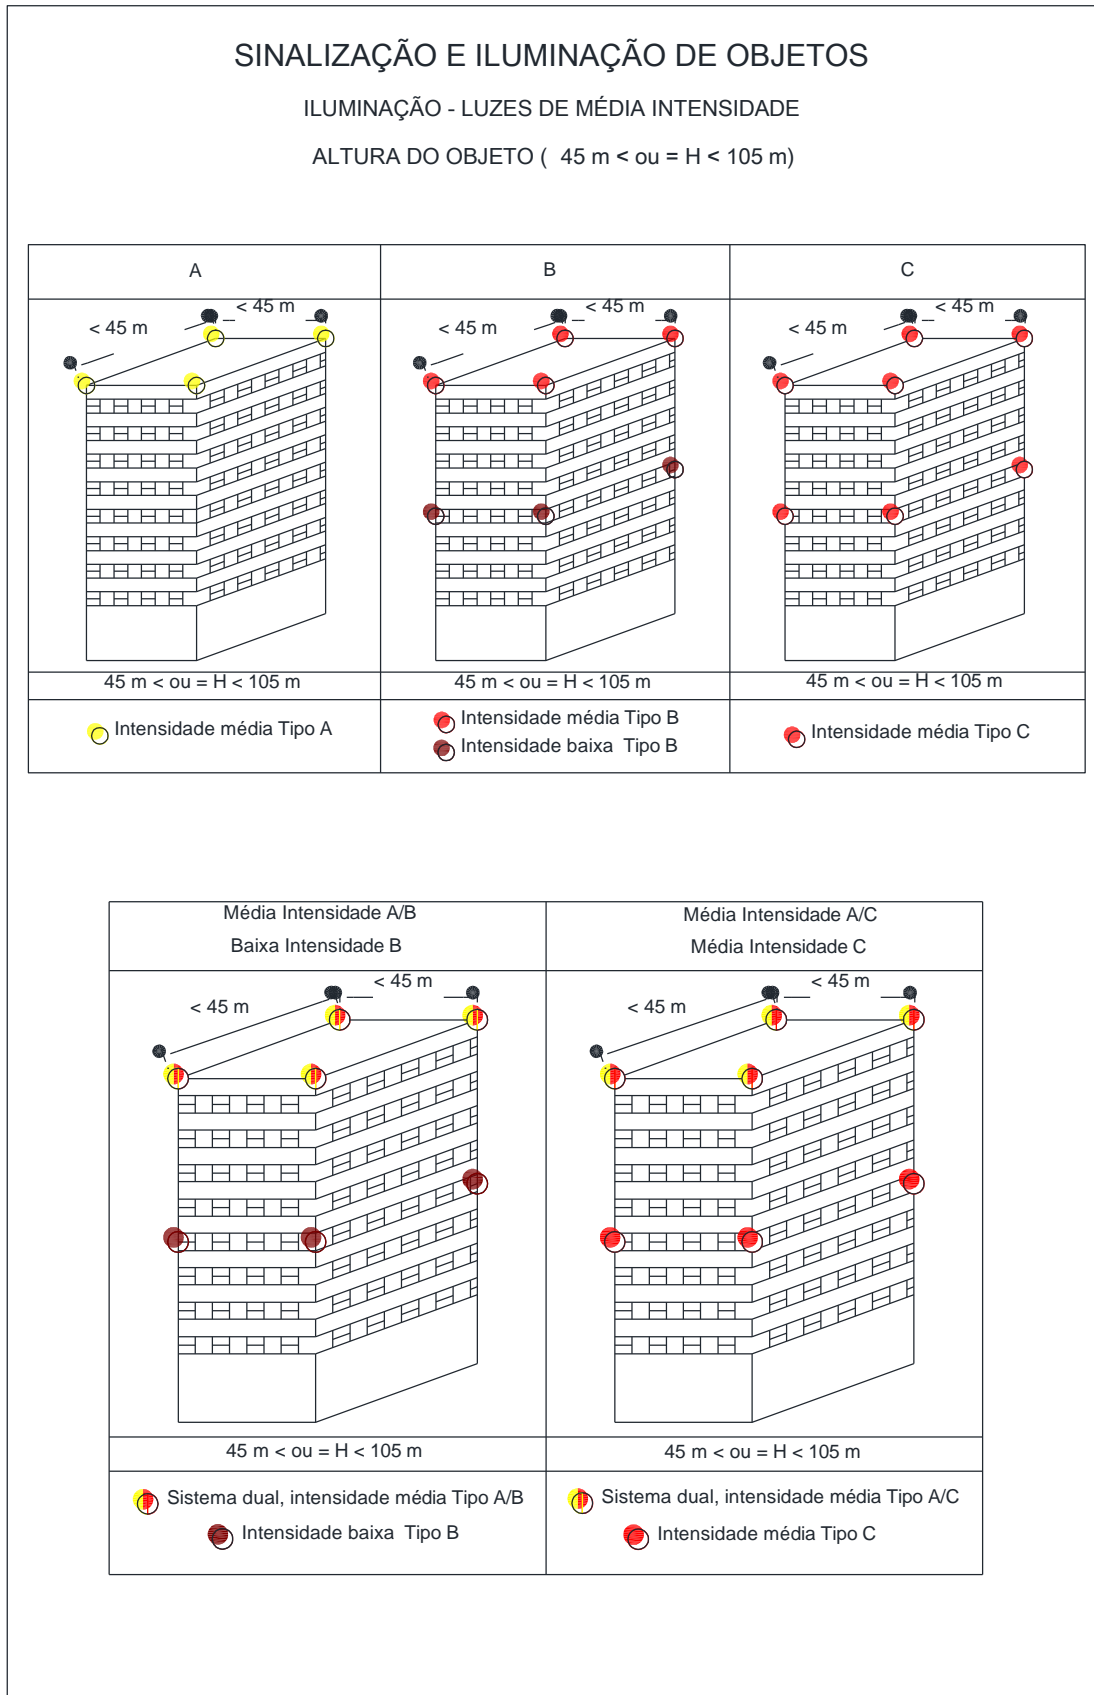 SINALIZAÇÃO E ILUMINAÇÃO DE OBJETOS
ILUMINAÇÃO - LUZES DE MÉDIA INTENSIDADE
ALTURA DO OBJETO ( 45 m < ou = H < 105 m)
A
B
C
< 45 m
< 45 m
< 45 m
< 45 m
< 45 m
< 45 m
45 m < ou = H < 105 m
45 m < ou = H < 105 m
45 m < ou = H < 105 m
Intensidade média Tipo A
Intensidade média Tipo B
Intensidade baixa Tipo B
Intensidade média Tipo C
Média Intensidade A/B
Baixa Intensidade B
Média Intensidade A/C
Média Intensidade C
< 45 m
< 45 m
< 45 m
< 45 m
45 m < ou = H < 105 m
45 m < ou = H < 105 m
Sistema dual, intensidade média Tipo A/B
Intensidade baixa Tipo B
Sistema dual, intensidade média Tipo A/C
Intensidade média Tipo C